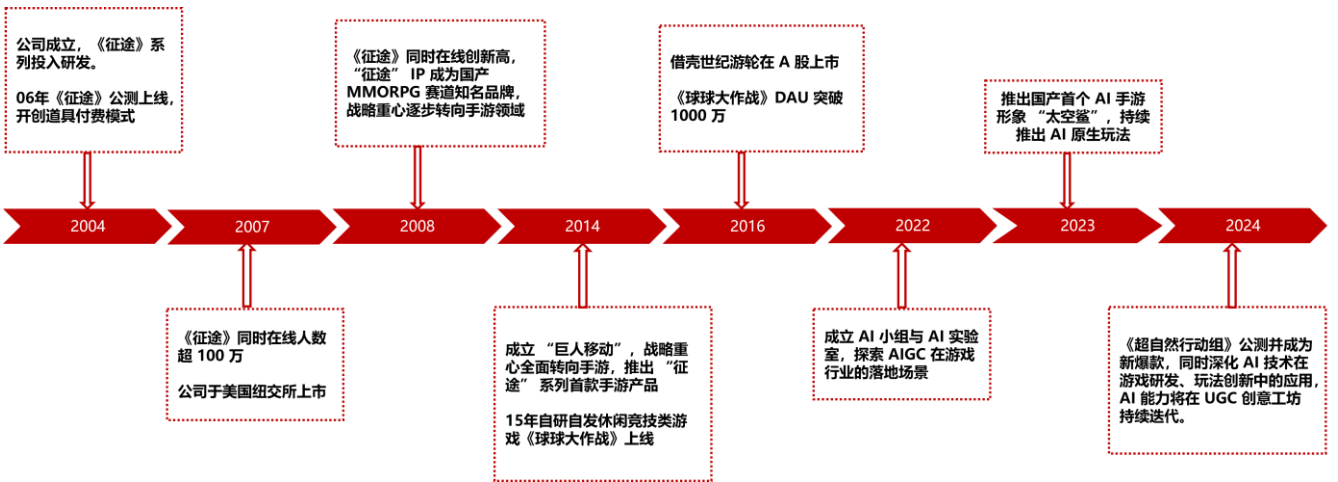 公司成立，《征途》系
列投入研发。
06年《征途》公测上线，
开创道具付费模式
《征途》同时在线创新高，
“征途” IP 成为国产
MMORPG 赛道知名品牌，
战略重心逐步转向手游领域
借壳世纪游轮在 A 股上市
《球球大作战》DAU 突破
1000 万
推出国产首个 AI 手游
形象 “太空鲨”，持续
推出 AI 原生玩法
2004
2007
2008
2014
2016
2022
2023
2024
《征途》同时在线人数
超 100 万
公司于美国纽交所上市
成立 “巨人移动”，战略重
心全面转向手游，推出 “征
途” 系列首款手游产品
15年自研自发休闲竞技类游
戏《球球大作战》上线
成立 AI 小组与 AI 实验
室，探索 AIGC 在游戏
行业的落地场景
《超自然行动组》公测并成为
新爆款，同时深化 AI 技术在
游戏研发、玩法创新中的应用，
AI 能力将在 UGC 创意工坊
持续迭代。